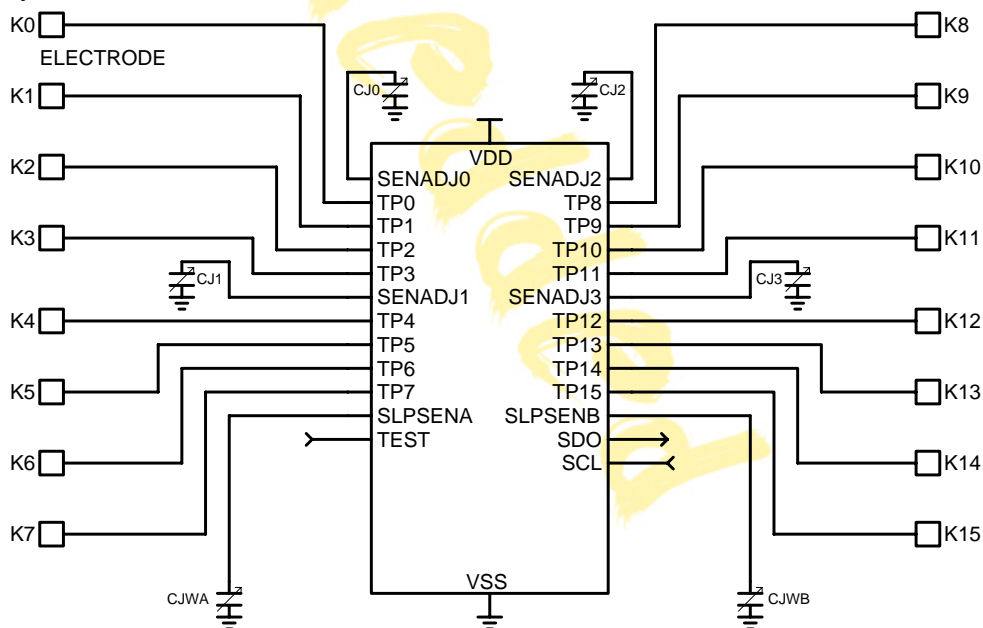 K0
ELECTRODE
K1
K2
K3
K4
K5
K6
K7
CJ0
CJ1
CJWA
VDD
SENADJ0
TP0
TP1
TP2
TP3
SENADJ1
TP4
TP5
TP6
TP7
SLPSENA
TEST
SENADJ2
TP8
TP9
TP10
TP11
SENADJ3
TP12
TP13
TP14
TP15
SLPSENB
SDO
SCL
VSS
CJ2
CJ3
CJWB
K8
K9
K10
K11
K12
K13
K14
K15